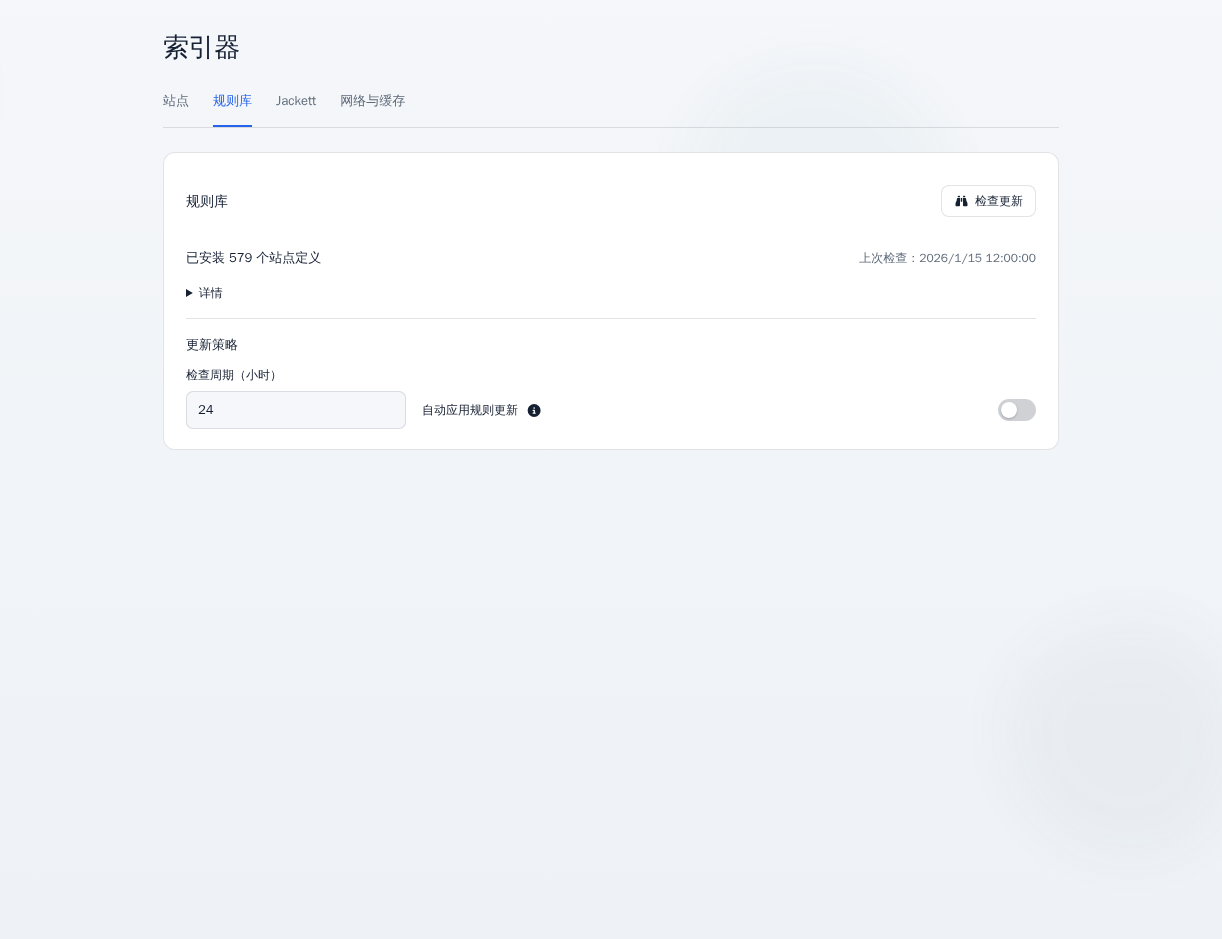 索引器
站点 规则库 Jackett 网络与缓存
规则库 检查更新
已安装 579 个站点定义 上次检查：2026/1/15 12:00:00
详情
更新策略
检查周期（小时）
24 自动应用规则更新